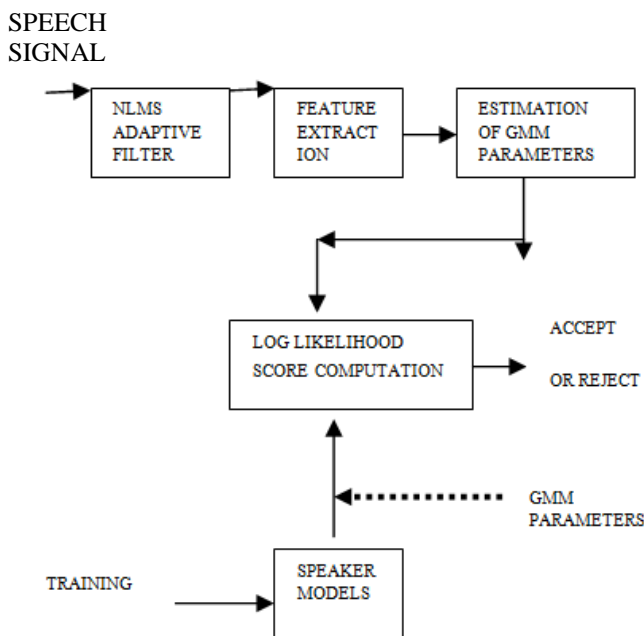 SPEECH
SIGNAL
NLMS
ADAPTIVE
FILTER
FEATURE
EXTRACT
ION
ESTIMATION
OF GMM
PARAMETERS
LOG LIKELIHOOD
SCORE COMPUTATION
ACCEPT
OR REJECT
GMM
PARAMETERS
TRAINING
SPEAKER
MODELS